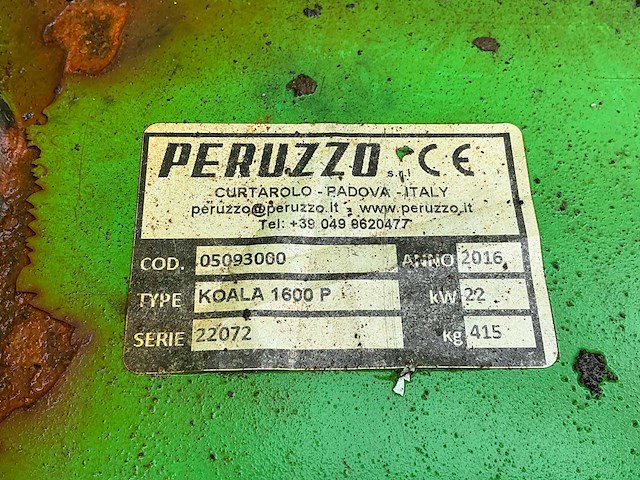 PERUZZO s.r.l CE
CURTAROLO - PADOVA - ITALY
peruzzo@peruzzo.it - www.peruzzo.it
Tel: +39 049 9620477
COD. 05093000 ANNO 2016
TYPE KOALA 1600 P kW 22
SERIE 22072 kg 415